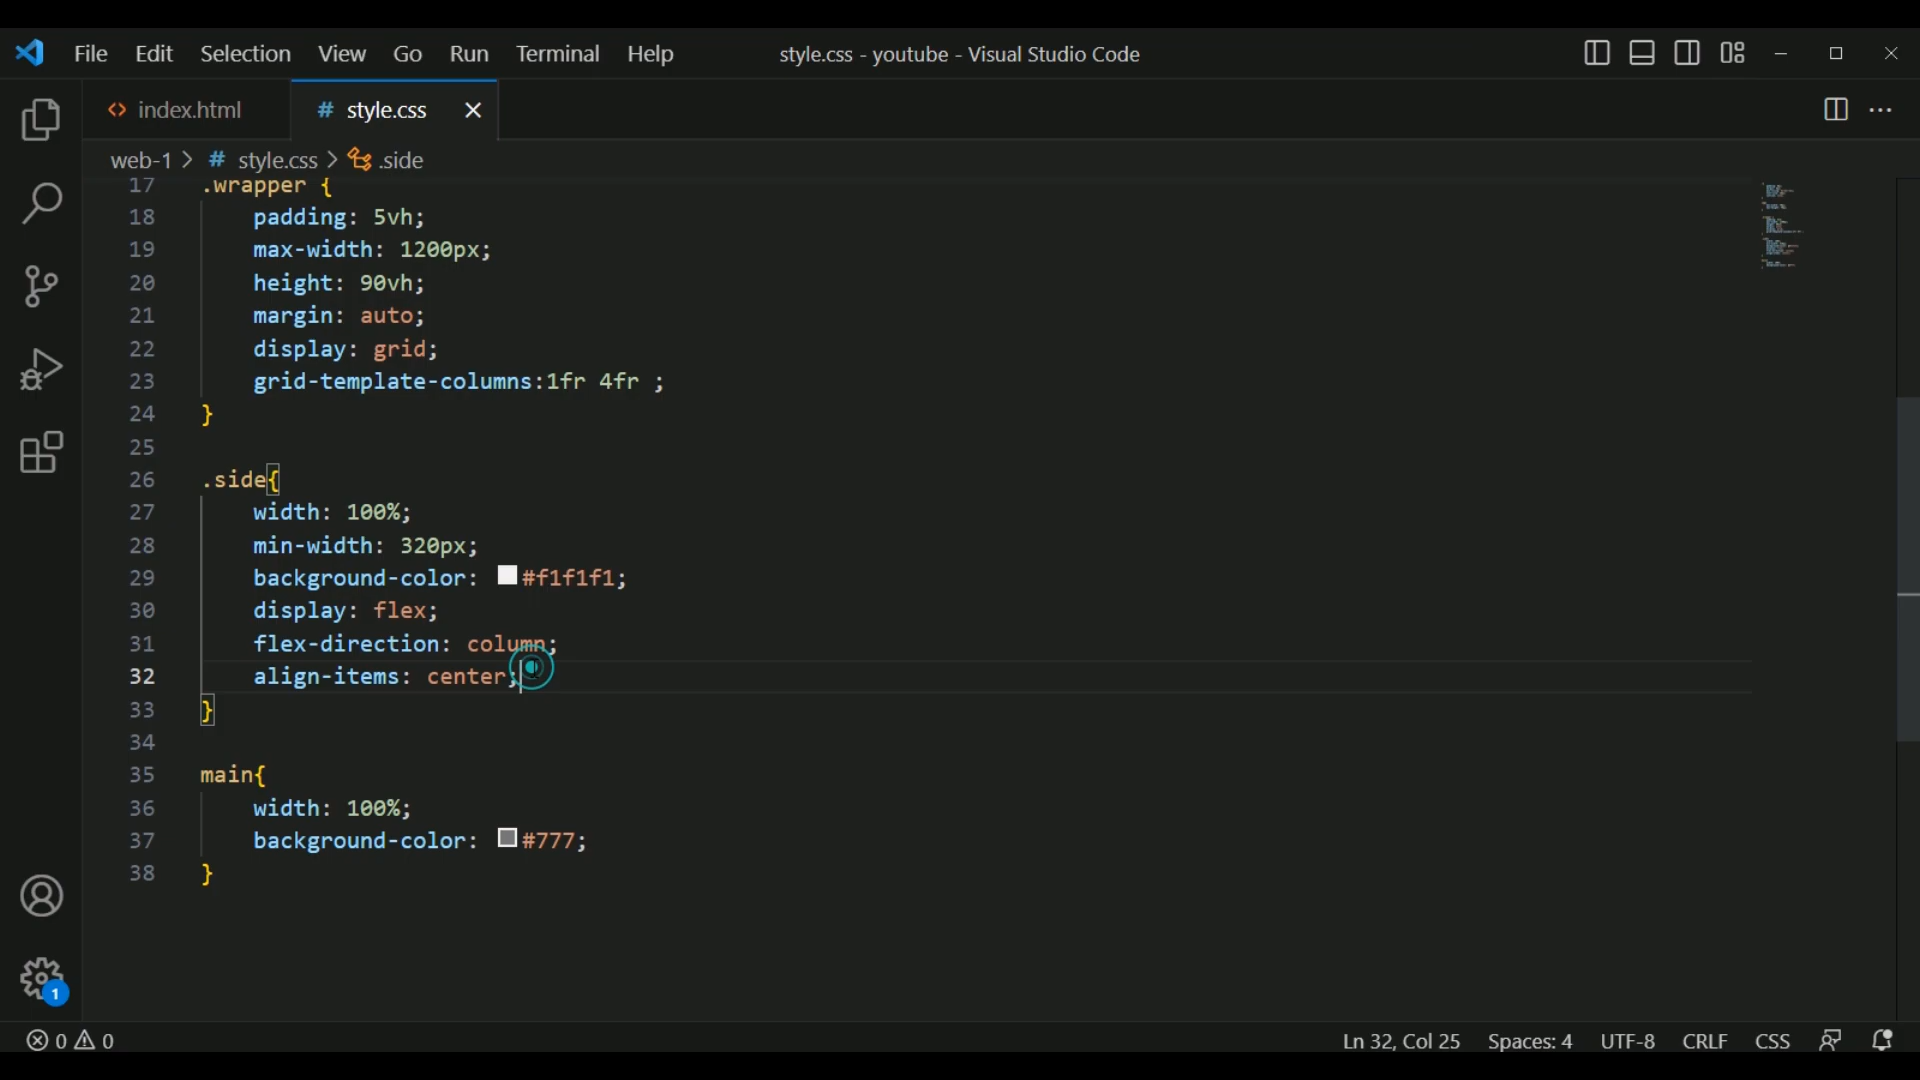 File Edit Selection View Go Run Terminal Help style.css - youtube - Visual Studio Code
index.html # style.css
web-1 > # style.css > .side
17 .wrapper {
18 padding: 5vh;
19 max-width: 1200px;
20 height: 90vh;
21 margin: auto;
22 display: grid;
23 grid-template-columns:1fr 4fr ;
24 }
25
26 .side{
27 width: 100%;
28 min-width: 320px;
29 background-color: #f1f1f1;
30 display: flex;
31 flex-direction: column;
32 align-items: center;
33 }
34
35 main{
36 width: 100%;
37 background-color: #777;
38 }
1
0 0 Ln 32, Col 25 Spaces: 4 UTF-8 CRLF CSS